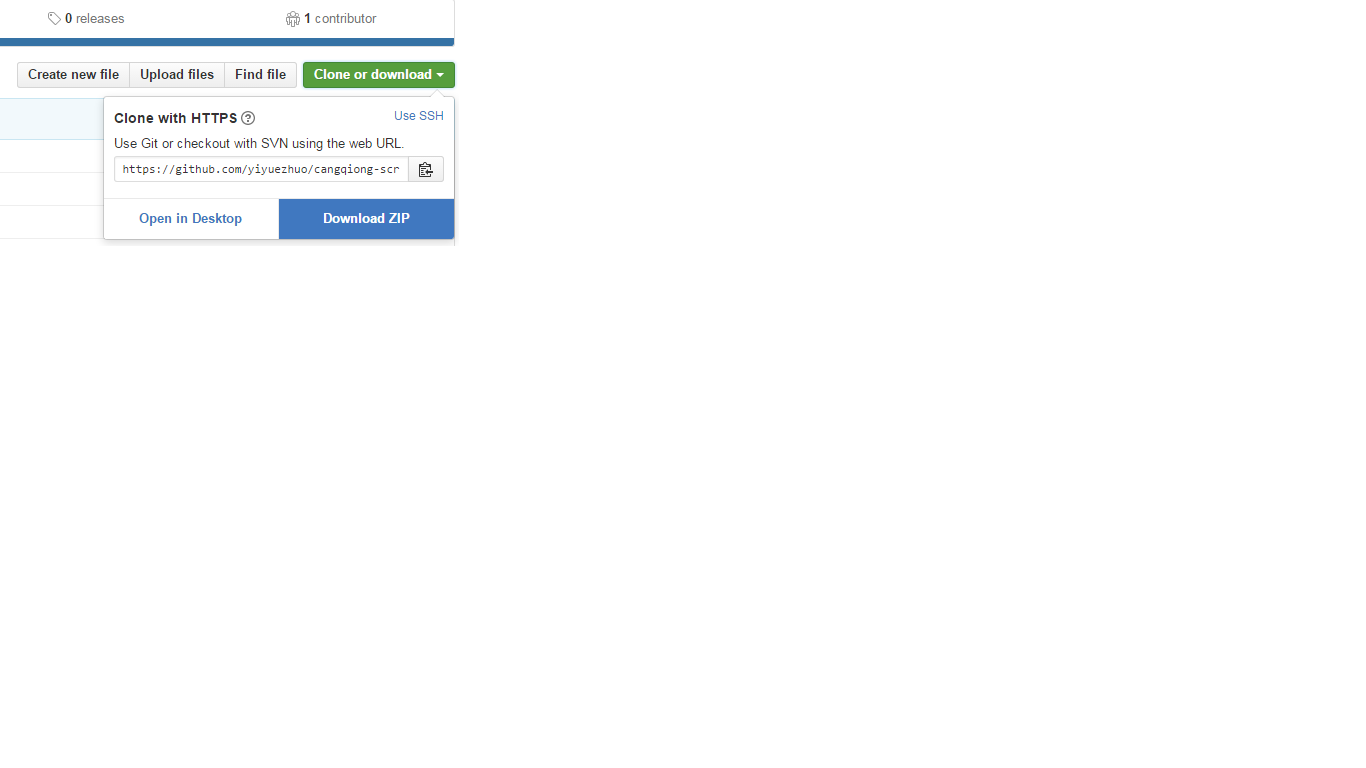 0 releases 1 contributor
Create new file Upload files Find file Clone or download
Clone with HTTPS Use SSH
Use Git or checkout with SVN using the web URL.
https://github.com/yiyuezhuo/cangqiong-scr
Open in Desktop Download ZIP